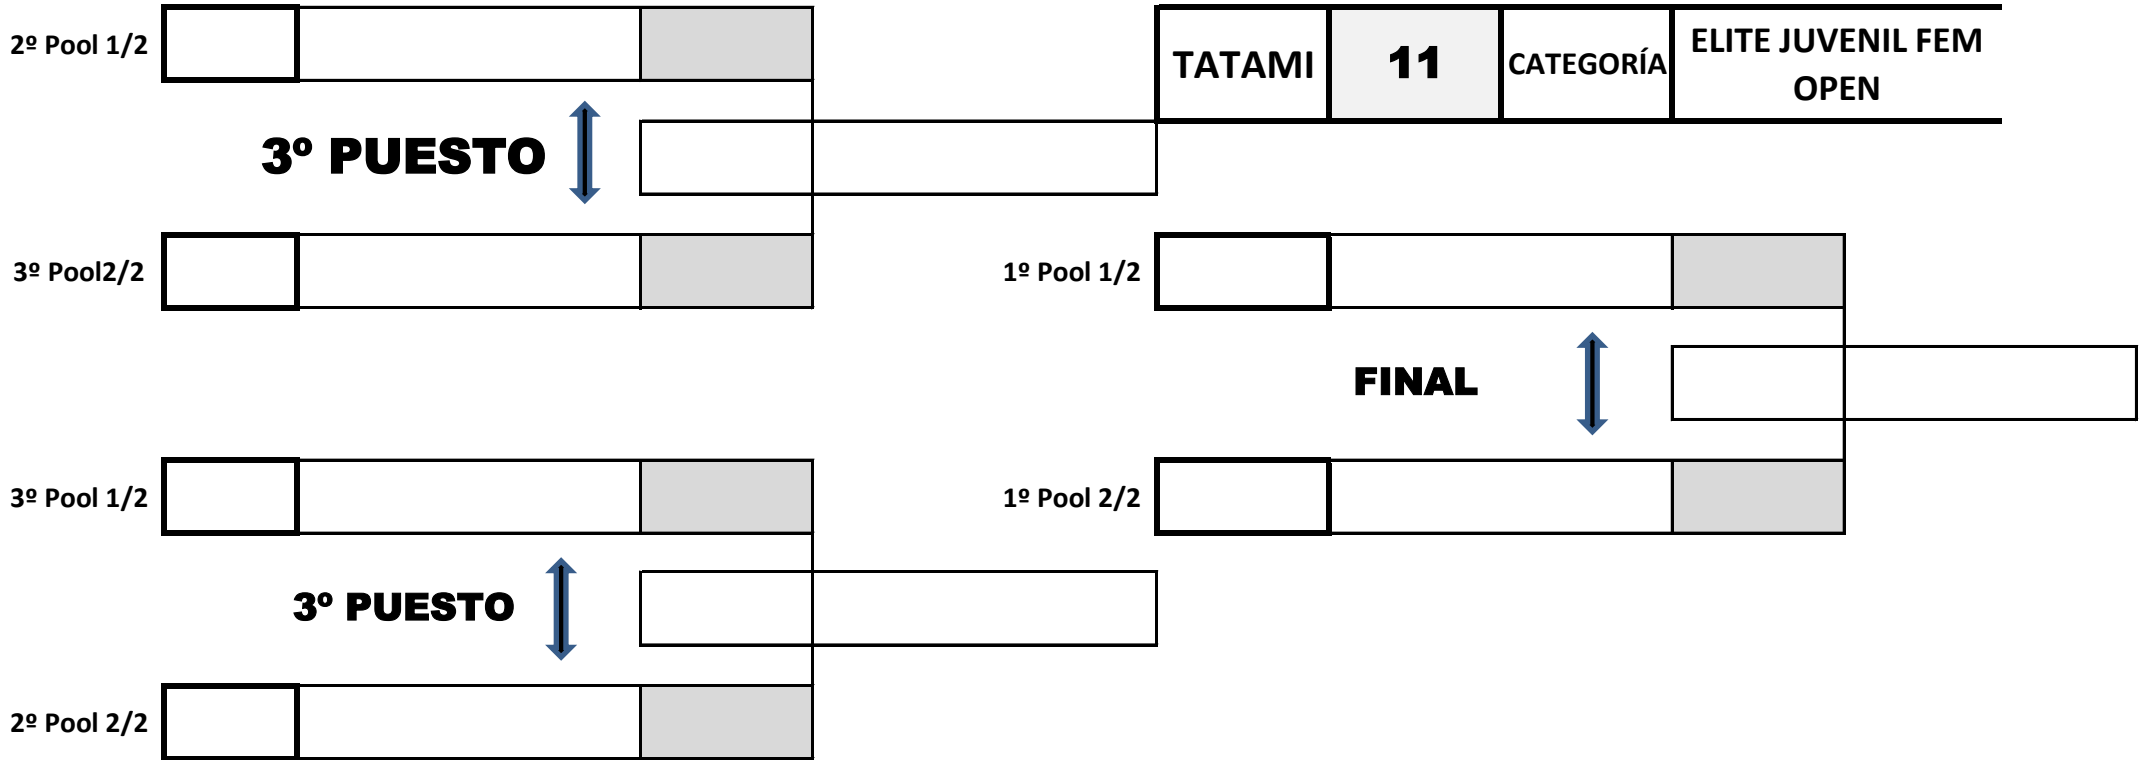 2º Pool 1/2
TATAMI 11 CATEGORÍA ELITE JUVENIL FEM
OPEN
3º PUESTO
3º Pool2/2
1º Pool 1/2
FINAL
3º Pool 1/2
1º Pool 2/2
3º PUESTO
2º Pool 2/2